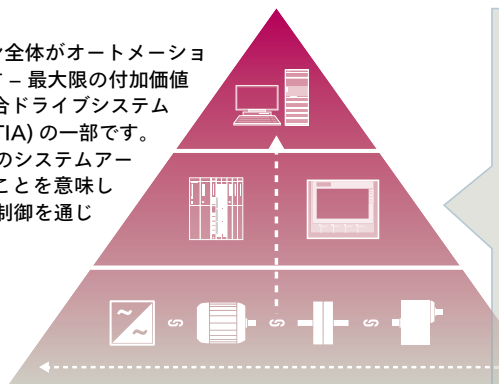 ン全体がオートメーショ
– 最大限の付加価値
合ドライブシステム
TIA) の一部です。
のシステムアー
ことを意味し
制御を通じ